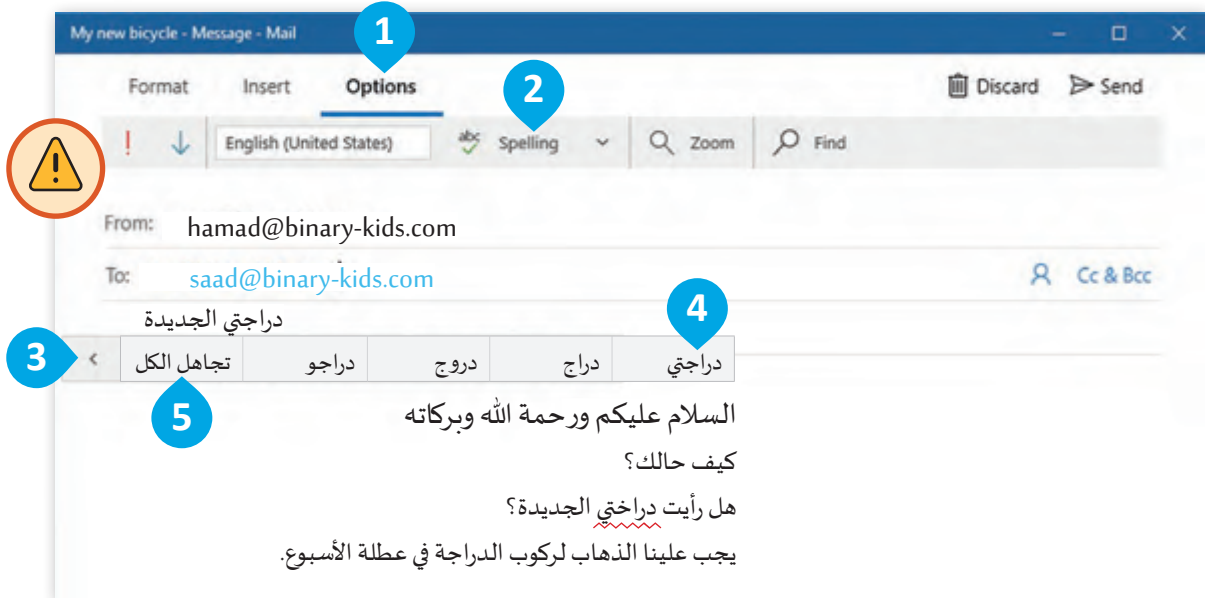 My new bicycle - Message - Mail
1
Format Insert Options
2
Discard Send
English (United States) abc Spelling Zoom Find
From: hamad@binary-kids.com
To: saad@binary-kids.com Cc & Bcc
دراجتي الجديدة
4
3
دراجتي دراج دروج دراجو تجاهل الكل
5
السلام عليكم ورحمة الله وبركاته
كيف حالك؟
هل رأيت دراختي الجديدة؟
يجب علينا الذهاب لركوب الدراجة في عطلة الأسبوع.